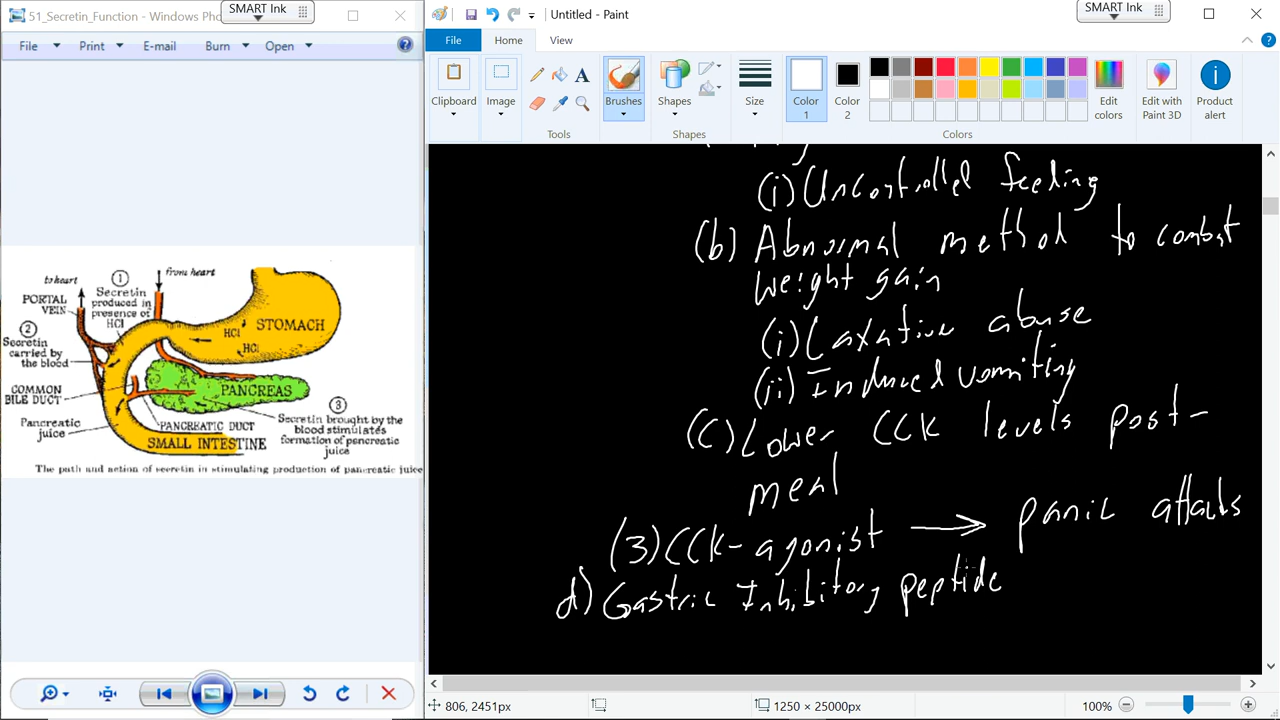 51_Secretin_Function - Windows Pho
SMART Ink
File Print E-mail Burn Open
to heart
from heart
PORTAL VEIN
1
Secretin produced in presence of HCl
HCl
HCl
STOMACH
2
Secretin carried by the blood
COMMON BILE DUCT
PANCREAS
3
Pancreatic juice
PANCREATIC DUCT
Secretin brought by the blood stimulates formation of pancreatic juice
SMALL INTESTINE
The path and action of secretin in stimulating production of pancreatic juice
Untitled - Paint
SMART Ink
File Home View
Clipboard
Image
Tools
Brushes
Shapes
Shapes
Size
Color 1
Color 2
Edit colors
Colors
Edit with Paint 3D
Product alert
(i) Uncontrolled feeding
(b) Abnormal method to combat
weight gain
(i) Laxative abuse
(ii) Induced vomiting
(C) Lower CCK levels post-
meal
(3) CCK-agonist → panic attacks
d) Gastric Inhibitory peptide
806, 2451px
1250 × 25000px
100%